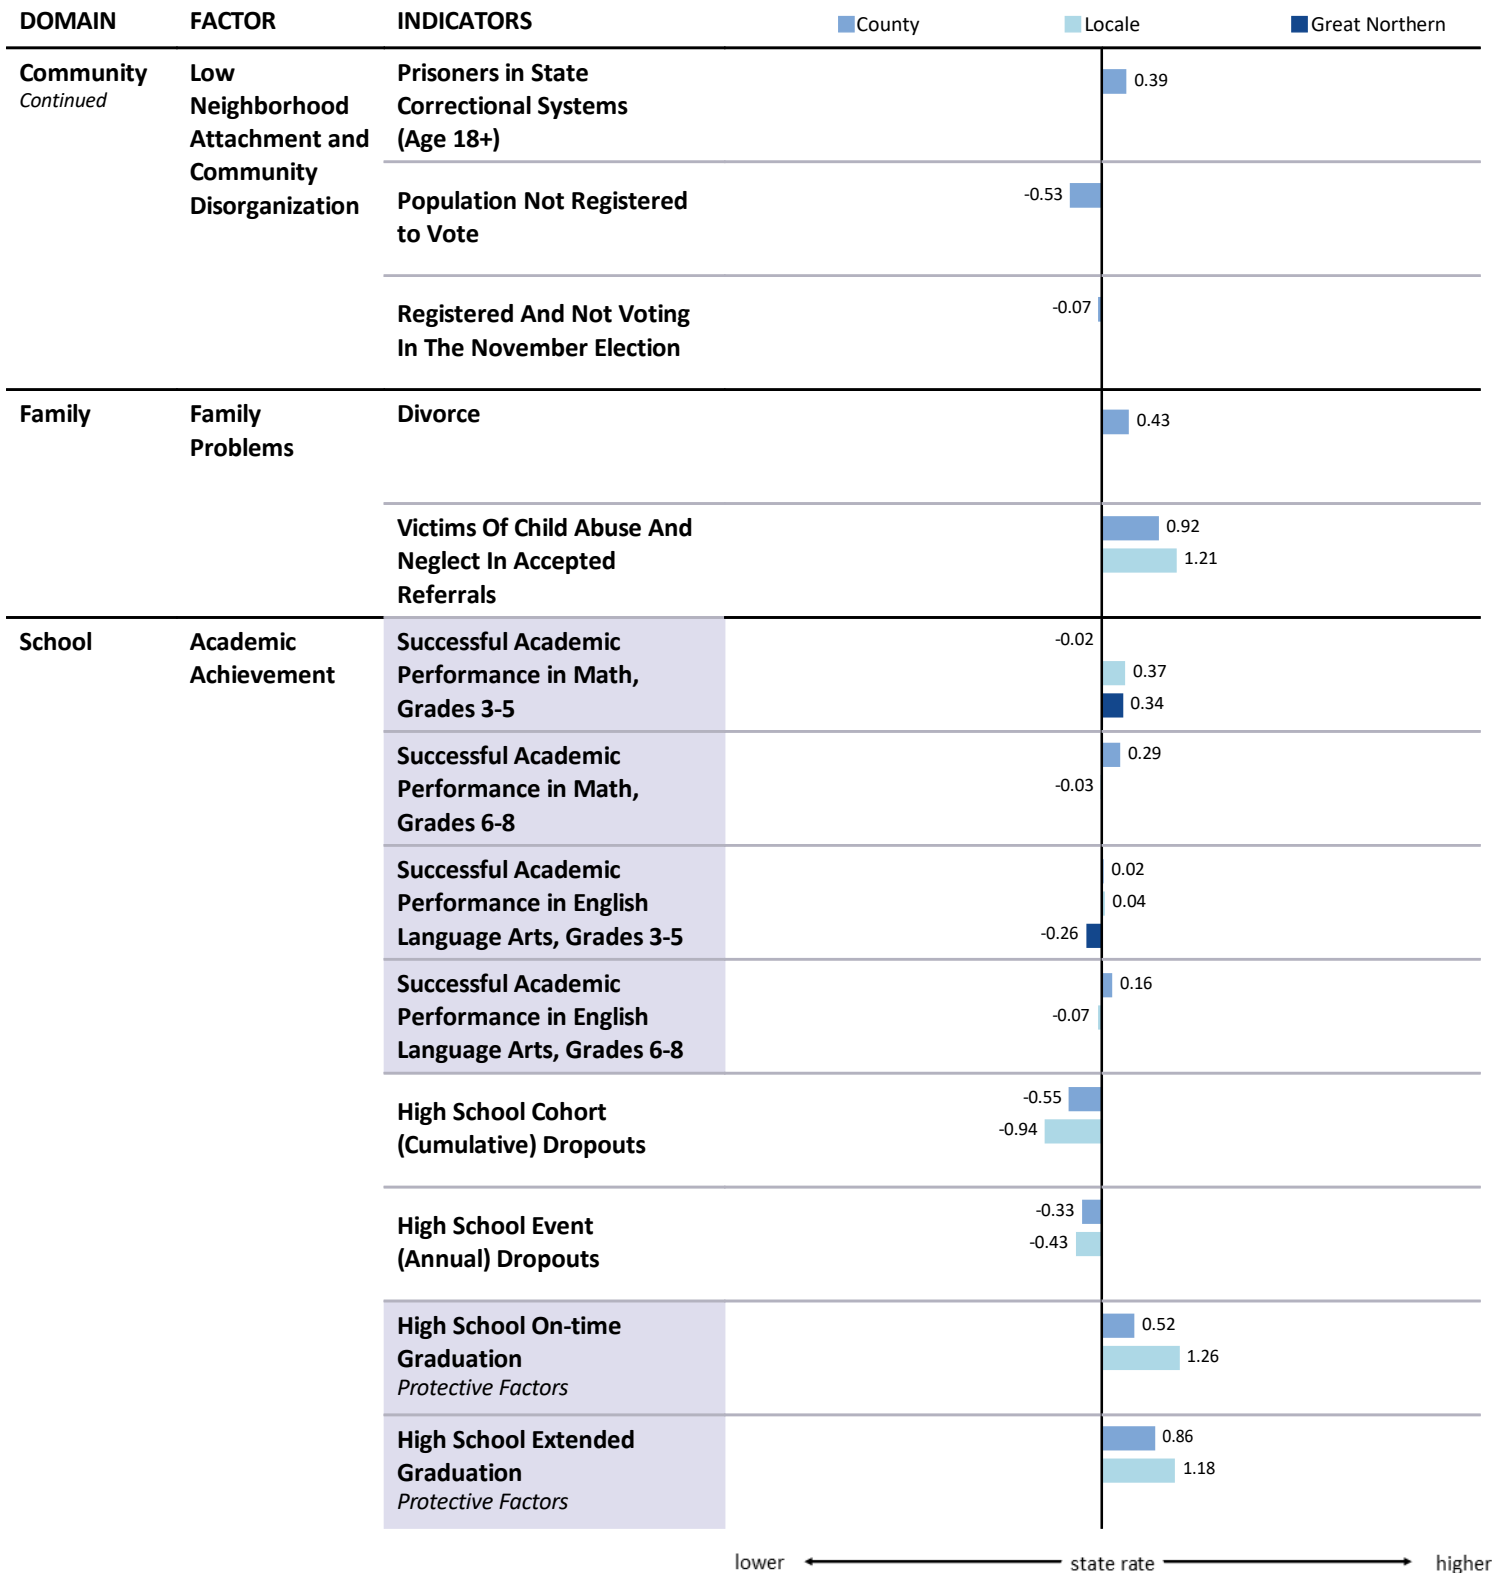 DOMAIN FACTOR INDICATORS County Locale Great Northern
Community
Continued
Low
Neighborhood
Attachment and
Community
Disorganization
Prisoners in State
Correctional Systems
(Age 18+)
0.39
Population Not Registered
to Vote
-0.53
Registered And Not Voting
In The November Election
-0.07
Family
Family
Problems
Divorce
0.43
Victims Of Child Abuse And
Neglect In Accepted
Referrals
0.92
1.21
School
Academic
Achievement
Successful Academic
Performance in Math,
Grades 3-5
-0.02
0.37
0.34
Successful Academic
Performance in Math,
Grades 6-8
0.29
-0.03
Successful Academic
Performance in English
Language Arts, Grades 3-5
0.02
0.04
-0.26
Successful Academic
Performance in English
Language Arts, Grades 6-8
0.16
-0.07
High School Cohort
(Cumulative) Dropouts
-0.55
-0.94
High School Event
(Annual) Dropouts
-0.33
-0.43
High School On-time
Graduation
Protective Factors
0.52
1.26
High School Extended
Graduation
Protective Factors
0.86
1.18
lower state rate higher